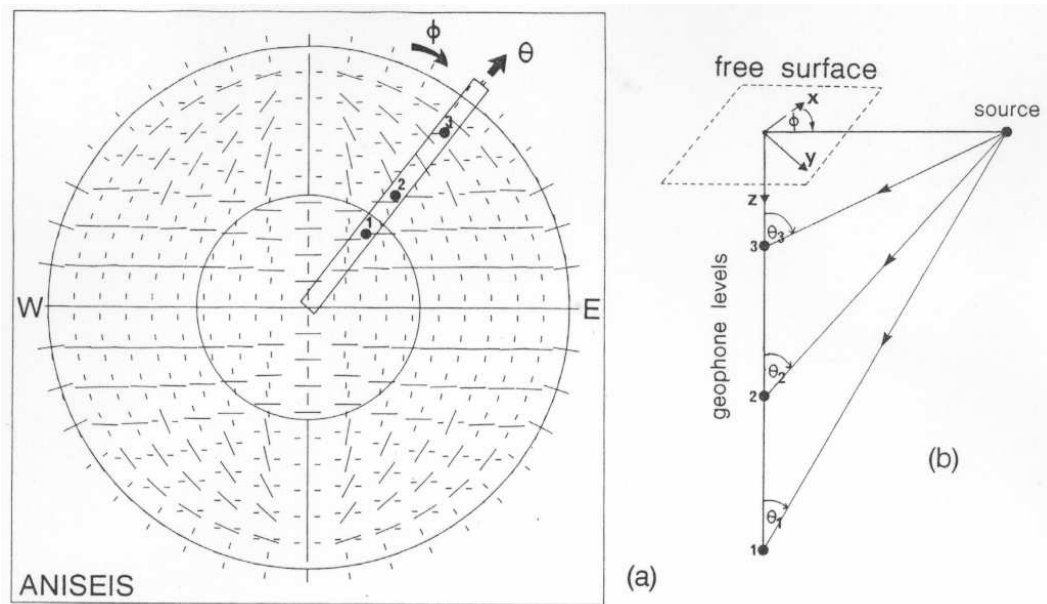 ϕ
θ
3
2
1
W
E
ANISEIS
(a)
free surface
x
ϕ
y
z
source
θ₃
3
geophone levels
θ₂
2
(b)
θ₁
1